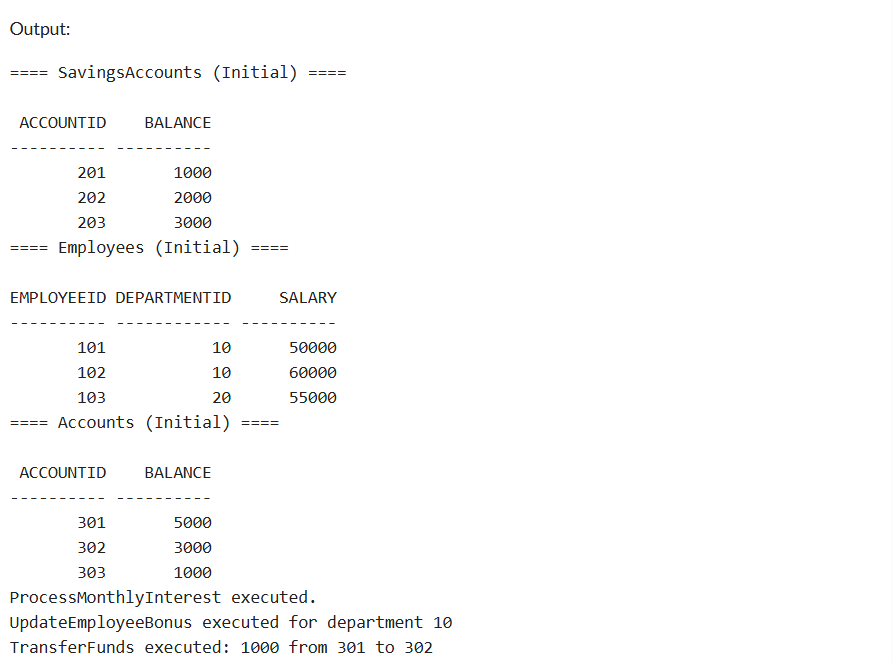 Output:
==== SavingsAccounts (Initial) ====
 ACCOUNTID    BALANCE
---------- ----------
       201       1000
       202       2000
       203       3000
==== Employees (Initial) ====
EMPLOYEEID DEPARTMENTID     SALARY
---------- ------------ ----------
       101           10      50000
       102           10      60000
       103           20      55000
==== Accounts (Initial) ====
 ACCOUNTID    BALANCE
---------- ----------
       301       5000
       302       3000
       303       1000
ProcessMonthlyInterest executed.
UpdateEmployeeBonus executed for department 10
TransferFunds executed: 1000 from 301 to 302